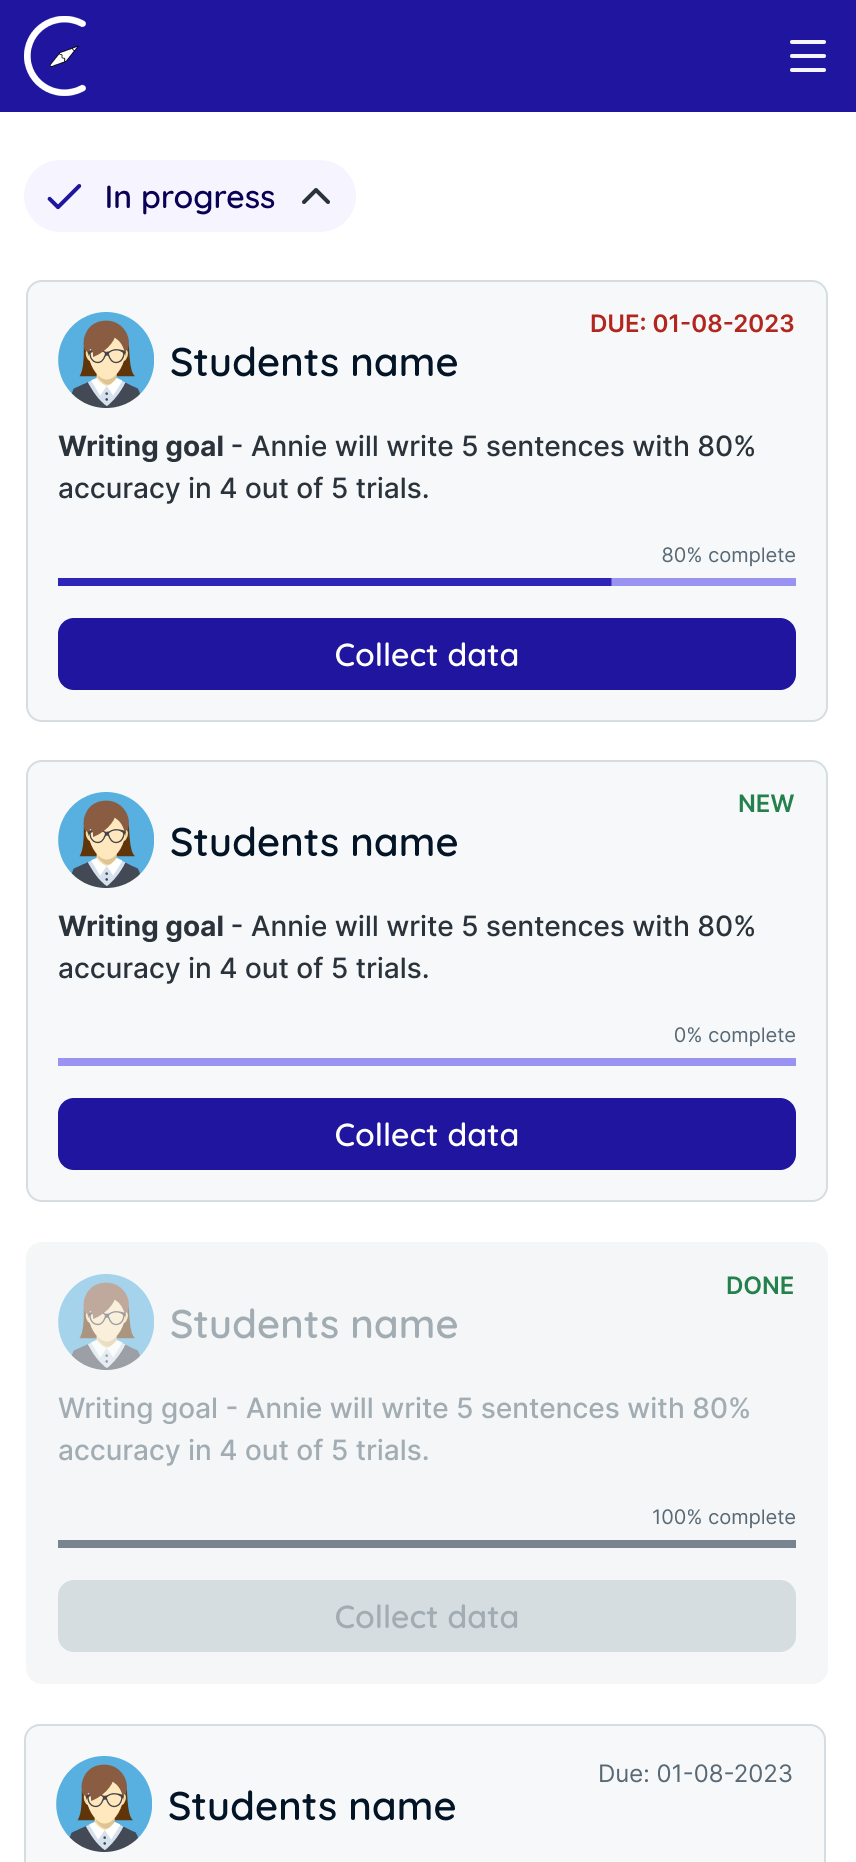 In progress
DUE: 01-08-2023
Students name
Writing goal - Annie will write 5 sentences with 80%
accuracy in 4 out of 5 trials.
80% complete
Collect data
NEW
Students name
Writing goal - Annie will write 5 sentences with 80%
accuracy in 4 out of 5 trials.
0% complete
Collect data
DONE
Students name
Writing goal - Annie will write 5 sentences with 80%
accuracy in 4 out of 5 trials.
100% complete
Collect data
Due: 01-08-2023
Students name